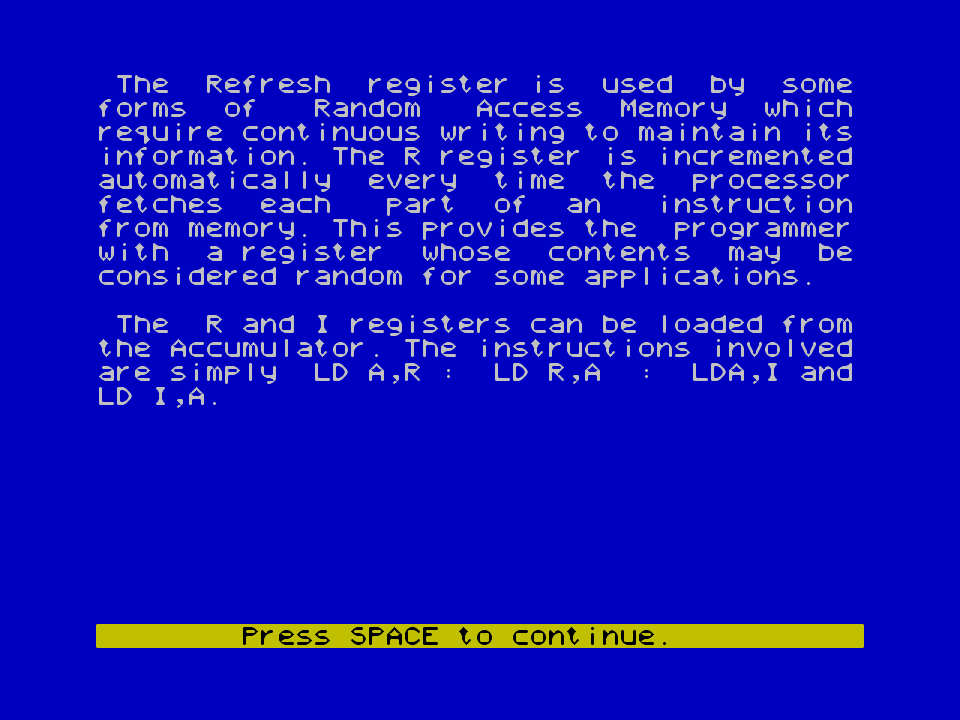 The Refresh register is used by some
forms of Random Access Memory which
require continuous writing to maintain its
information. The R register is incremented
automatically every time the processor
fetches each part of an instruction
from memory. This provides the programmer
with a register whose contents may be
considered random for some applications.
The R and I registers can be loaded from
the Accumulator. The instructions involved
are simply LD A,R : LD R,A : LDA,I and
LD I,A.
Press SPACE to continue.